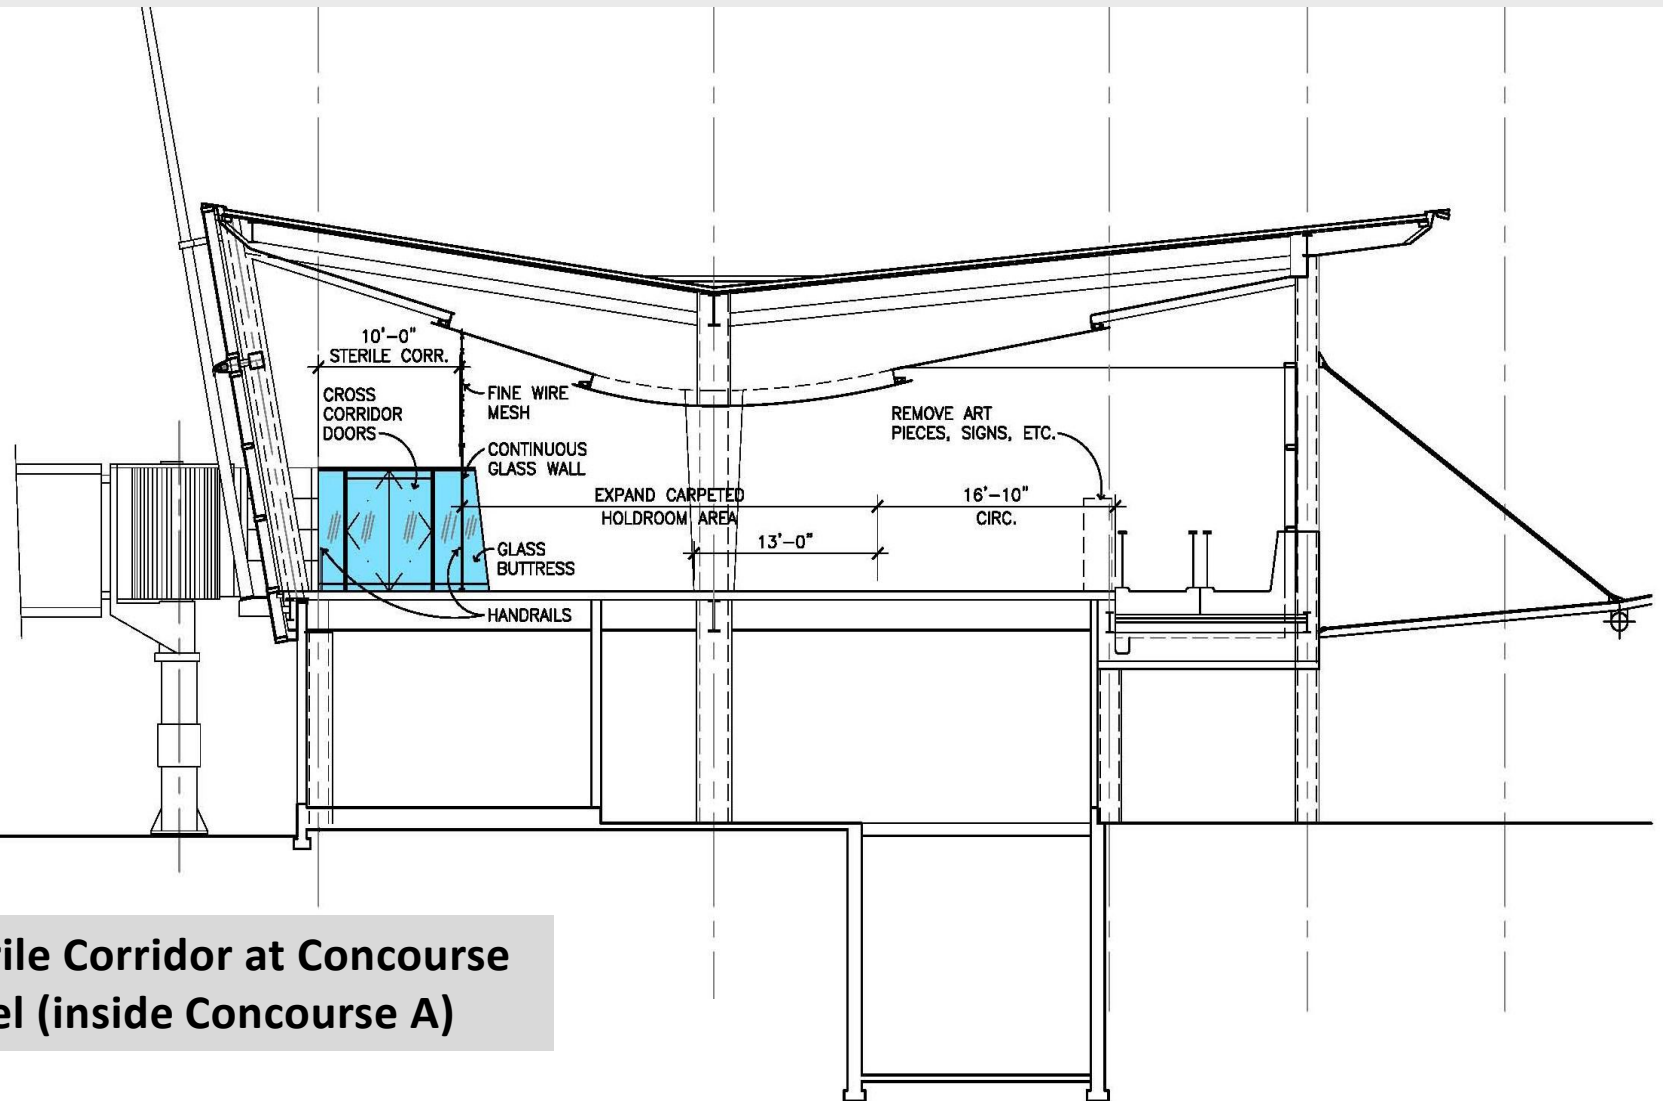 10'-0"
STERILE CORR.
CROSS
CORRIDOR
DOORS
FINE WIRE
MESH
CONTINUOUS
GLASS WALL
REMOVE ART
PIECES, SIGNS, ETC.
EXPAND CARPETED
HOLDROOM AREA
16'-10"
CIRC.
13'-0"
GLASS
BUTTRESS
HANDRAILS
rile Corridor at Concourse
el (inside Concourse A)